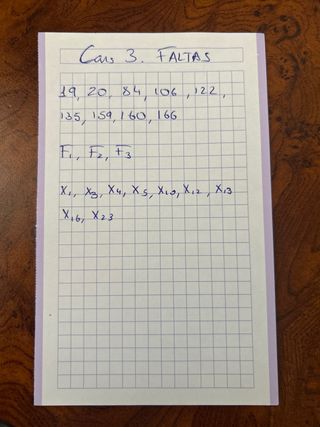 Cars 3. FALTAS
19, 20, 84, 106, 122,
135, 159, 160, 166
F1, F2, F3
X1, X3, X4, X5, X10, X12, X13
X16, X23